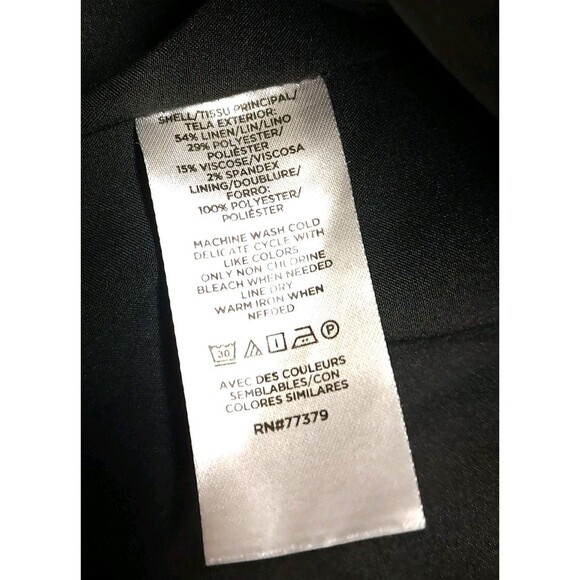 SHELL/TISSU PRINCIPAL/
TELA EXTERIOR:
54% LINEN/LIN/LINO
29% POLYESTER/
POLIÉSTER
15% VISCOSE/VISCOSA
2% SPANDEX
LINING/DOUBLURE/
FORRO:
100% POLYESTER/
POLIÉSTER
MACHINE WASH COLD
DELICATE CYCLE WITH
LIKE COLORS
ONLY NON CHLORINE
BLEACH WHEN NEEDED
LINE DRY
WARM IRON WHEN
NEEDED
30 P
AVEC DES COULEURS
SEMBLABLES/CON
COLORES SIMILARES
RN#77379